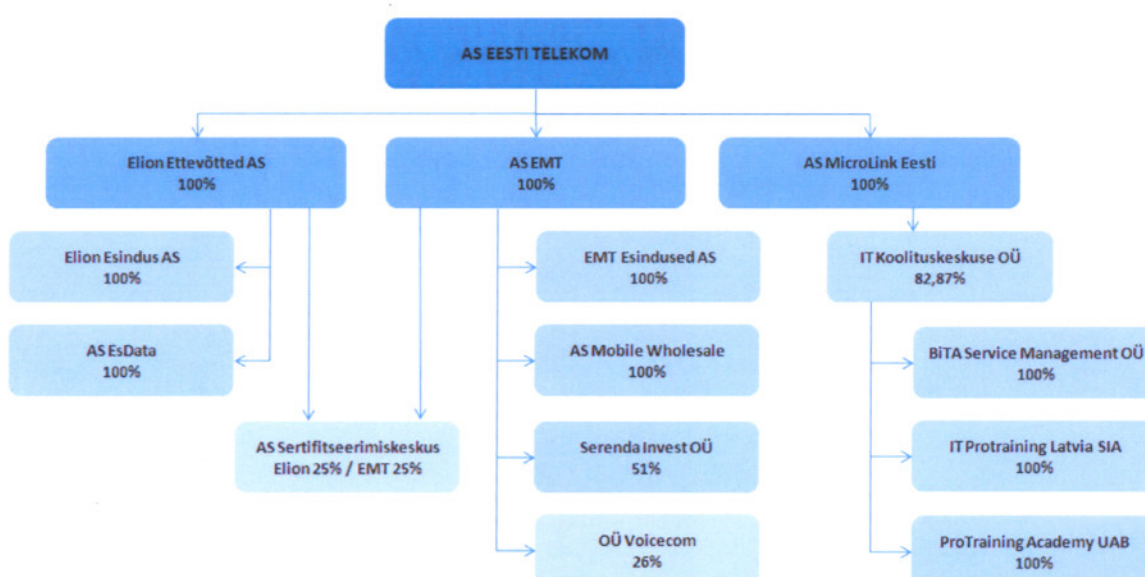 AS EESTI TELEKOM
Elion Ettevõtted AS
100%
AS EMT
100%
AS MicroLink Eesti
100%
Elion Esindus AS
100%
EMT Esindused AS
100%
IT Koolituskeskuse OÜ
82,87%
AS EsData
100%
AS Mobile Wholesale
100%
BiTA Service Management OÜ
100%
AS Sertifitseerimiskeskus
Elion 25% / EMT 25%
Serenda Invest OÜ
51%
IT Protraining Latvia SIA
100%
OÜ Voicecom
26%
ProTraining Academy UAB
100%